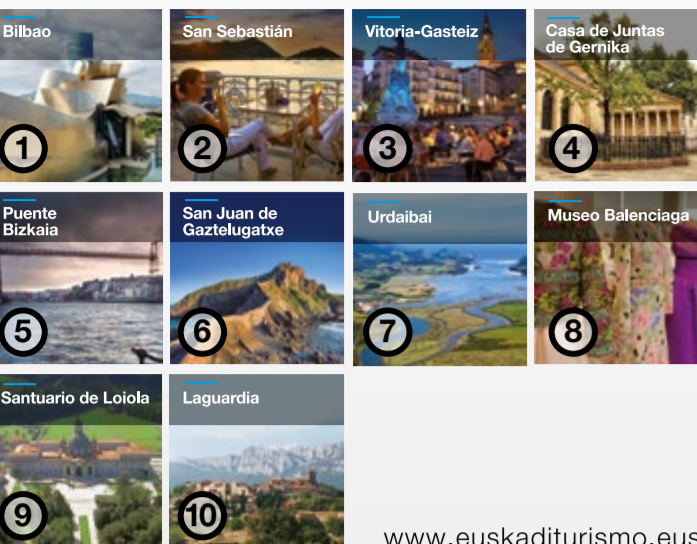 Bilbao
San Sebastián
Vitoria-Gasteiz
Casa de Juntas
de Gernika
1
2
3
4
Puente
Bizkaia
San Juan de
Gaztelugatxe
Urdaibai
Museo Balenciaga
5
6
7
8
Santuario de Loiola
Laguardia
9
10
www.euskaditurismo.eus